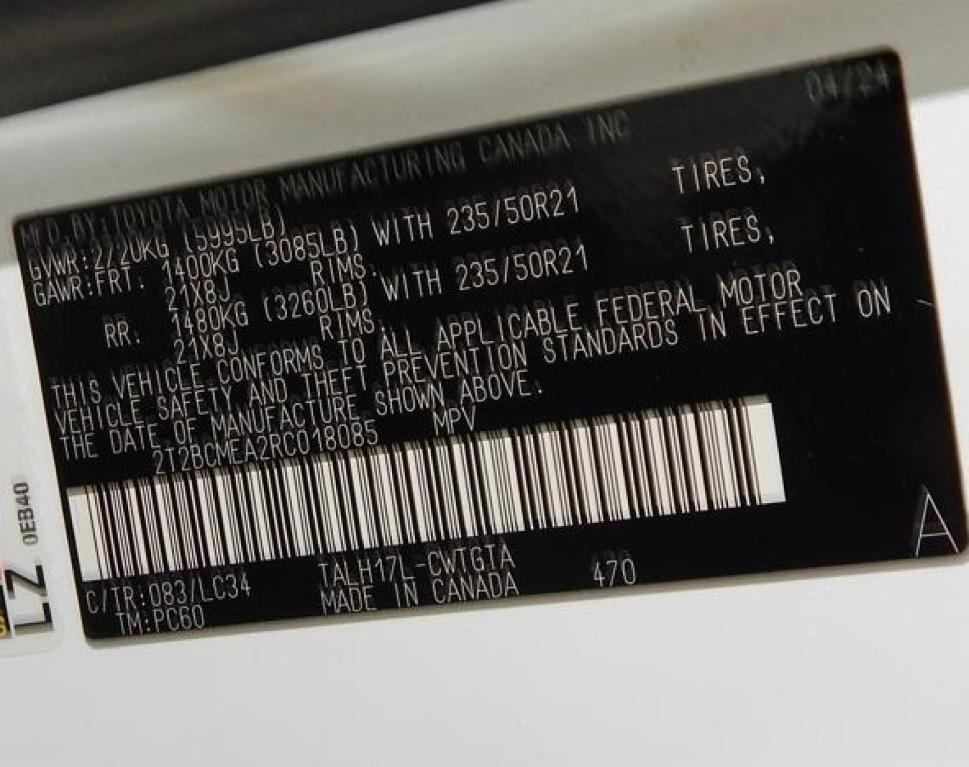 04/24
MFD.BY:TOYOTA MOTOR MANUFACTURING CANADA INC
GVWR:2720KG (5995LB)
GAWR:FRT. 1400KG (3085LB) WITH 235/50R21 TIRES,
21X8J RIMS.
RR. 1480KG (3260LB) WITH 235/50R21 TIRES,
21X8J RIMS.
THIS VEHICLE CONFORMS TO ALL APPLICABLE FEDERAL MOTOR
VEHICLE SAFETY AND THEFT PREVENTION STANDARDS IN EFFECT ON
THE DATE OF MANUFACTURE SHOWN ABOVE.
2T2BCMEA2RC018085 MPV
C/TR:083/LC34 TALH17L-CWTGTA 470
TM:PC60 MADE IN CANADA
A
0EB40
LZ